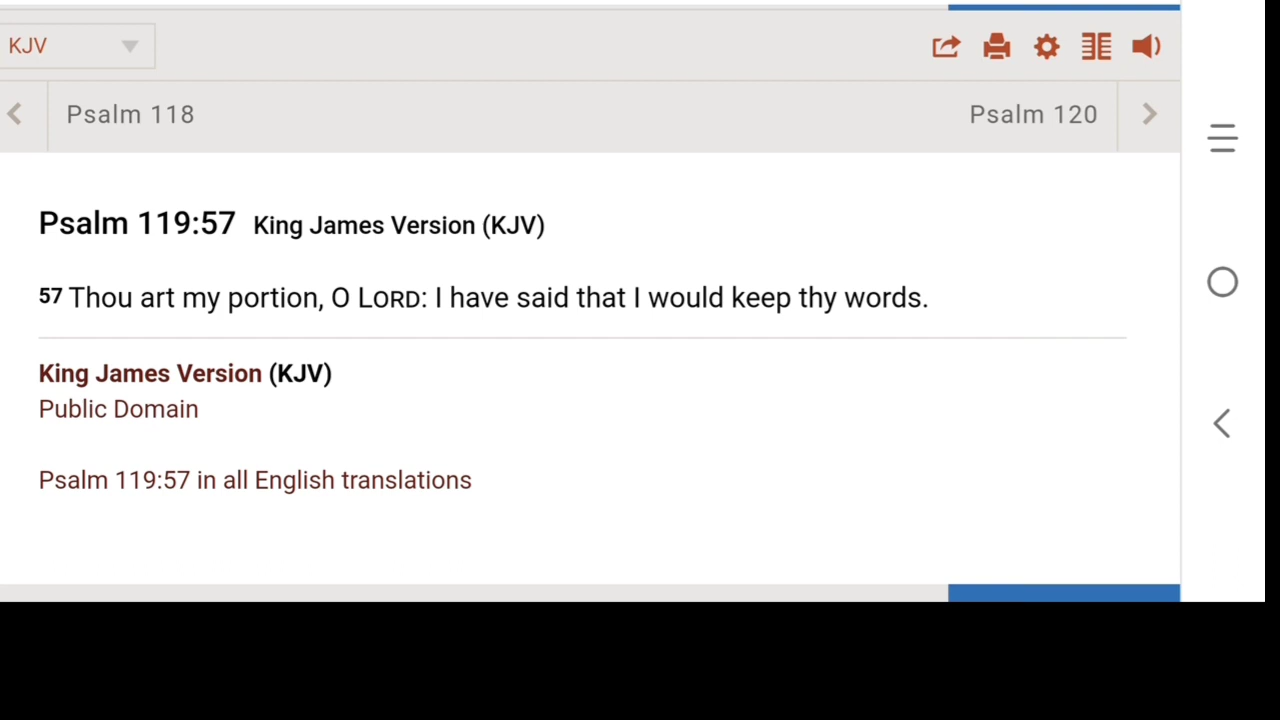 KJV
Psalm 118
Psalm 120
Psalm 119:57 King James Version (KJV)
57 Thou art my portion, O LORD: I have said that I would keep thy words.
King James Version (KJV)
Public Domain
Psalm 119:57 in all English translations